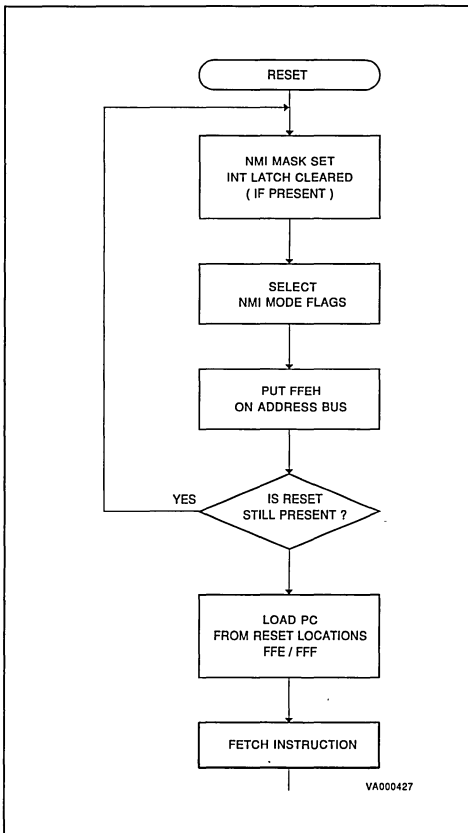 RESET
NMI MASK SET
INT LATCH CLEARED
( IF PRESENT )
SELECT
NMI MODE FLAGS
PUT FFEH
ON ADDRESS BUS
YES
IS RESET
STILL PRESENT ?
LOAD PC
FROM RESET LOCATIONS
FFE / FFF
FETCH INSTRUCTION
VA000427